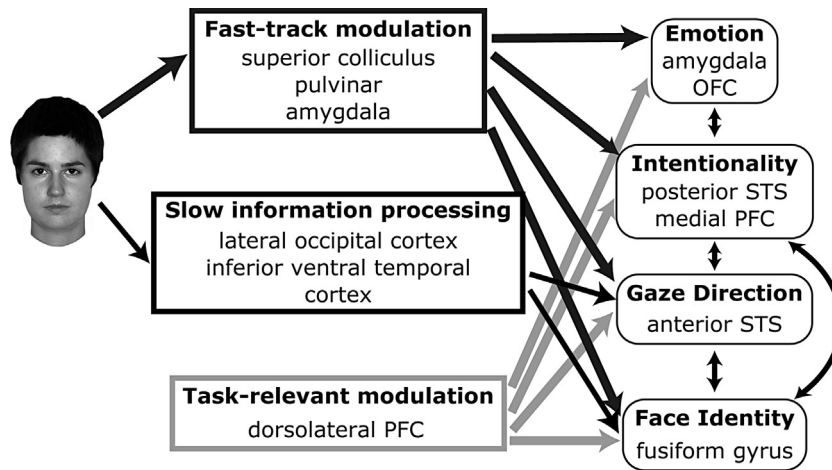 Fast-track modulation
superior colliculus
pulvinar
amygdala
Emotion
amygdala
OFC
Intentionality
posterior STS
medial PFC
Slow information processing
lateral occipital cortex
inferior ventral temporal
cortex
Gaze Direction
anterior STS
Task-relevant modulation
dorsolateral PFC
Face Identity
fusiform gyrus